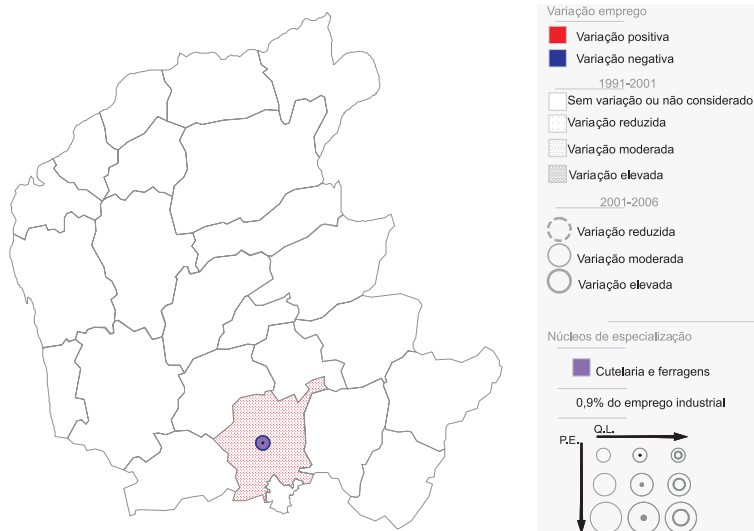 Variação emprego
Variação positiva
Variação negativa
1991-2001
Sem variação ou não considerado
Variação reduzida
Variação moderada
Variação elevada
2001-2006
Variação reduzida
Variação moderada
Variação elevada
Núcleos de especialização
Cutelaria e ferragens
0,9% do emprego industrial
Q.L.
P.E.